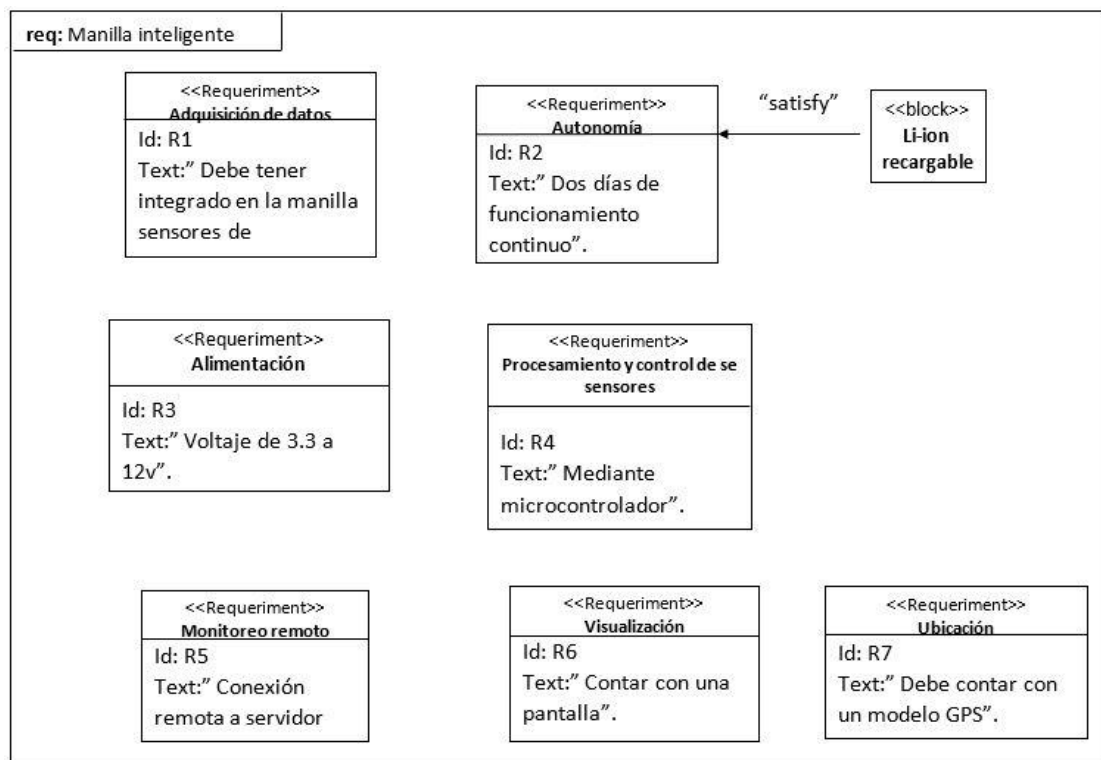 req: Manilla inteligente
<<Requeriment>>
Adquisición de datos
Id: R1
Text:” Debe tener
integrado en la manilla
sensores de
<<Requeriment>>
Autonomía
Id: R2
Text:” Dos días de
funcionamiento
continuo”.
“satisfy”
<<block>>
Li-ion
recargable
<<Requeriment>>
Alimentación
Id: R3
Text:” Voltaje de 3.3 a
12v”.
<<Requeriment>>
Procesamiento y control de se
sensores
Id: R4
Text:” Mediante
microcontrolador”.
<<Requeriment>>
Monitoreo remoto
Id: R5
Text:” Conexión
remota a servidor
<<Requeriment>>
Visualización
Id: R6
Text:” Contar con una
pantalla”.
<<Requeriment>>
Ubicación
Id: R7
Text:” Debe contar con
un modelo GPS”.